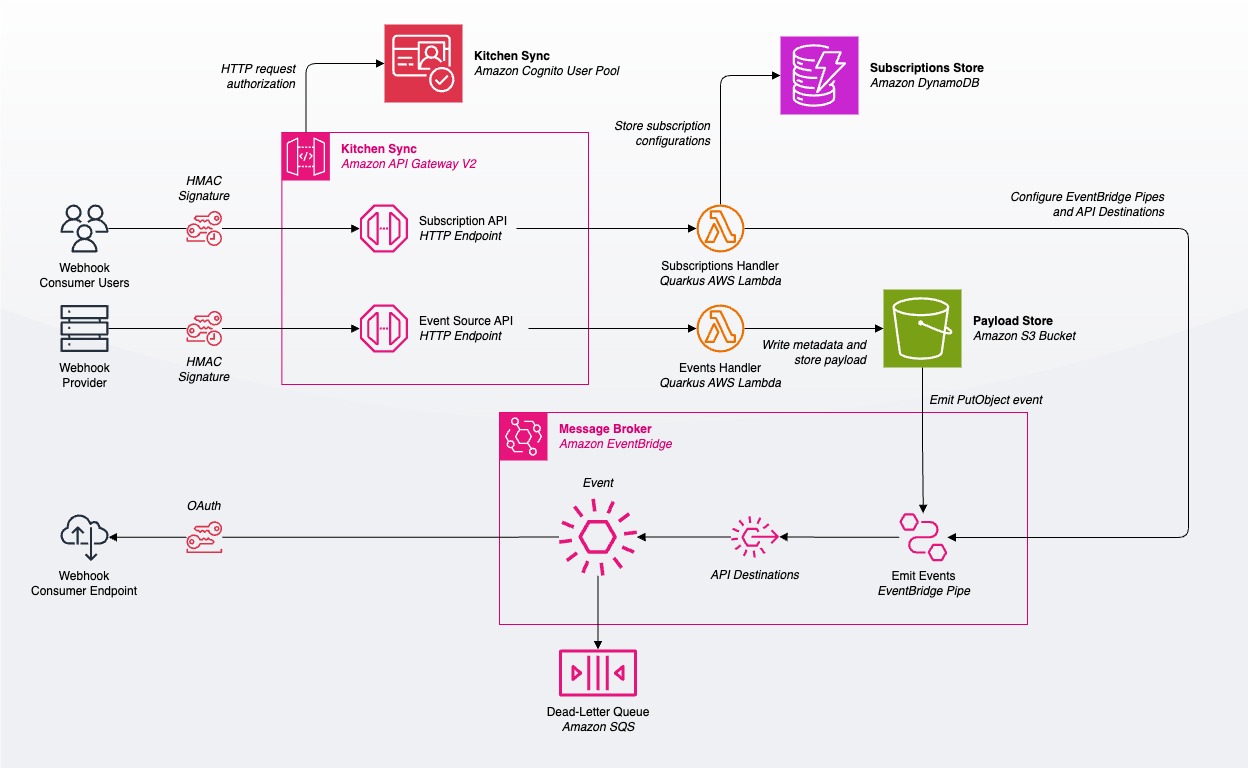 Kitchen Sync
Amazon Cognito User Pool
HTTP request
authorization
Subscriptions Store
Amazon DynamoDB
Store subscription
configurations
Kitchen Sync
Amazon API Gateway V2
HMAC
Signature
Configure EventBridge Pipes
and API Destinations
Subscription API
HTTP Endpoint
Webhook
Consumer Users
Subscriptions Handler
Quarkus AWS Lambda
Event Source API
HTTP Endpoint
Payload Store
Amazon S3 Bucket
Write metadata and
store payload
Webhook
Provider
HMAC
Signature
Events Handler
Quarkus AWS Lambda
Emit PutObject event
Message Broker
Amazon EventBridge
Event
OAuth
Webhook
Consumer Endpoint
API Destinations
Emit Events
EventBridge Pipe
Dead-Letter Queue
Amazon SQS